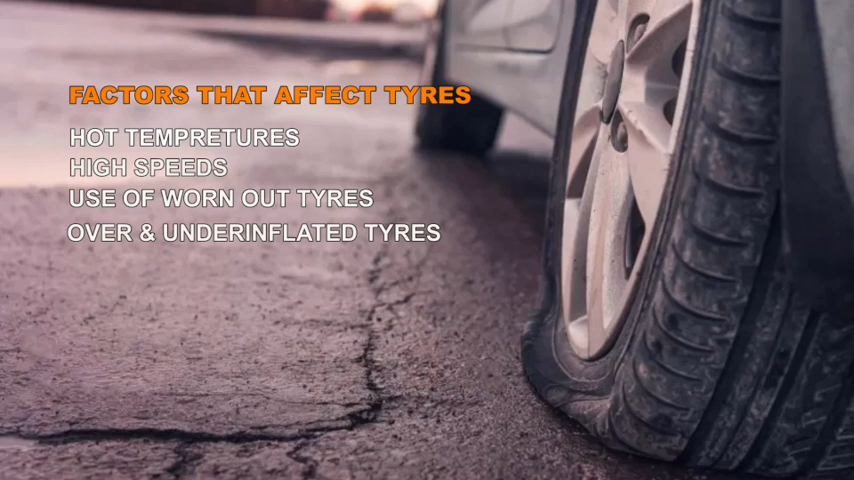 FACTORS THAT AFFECT TYRES
HOT TEMPRETURES
HIGH SPEEDS
USE OF WORN OUT TYRES
OVER & UNDERINFLATED TYRES